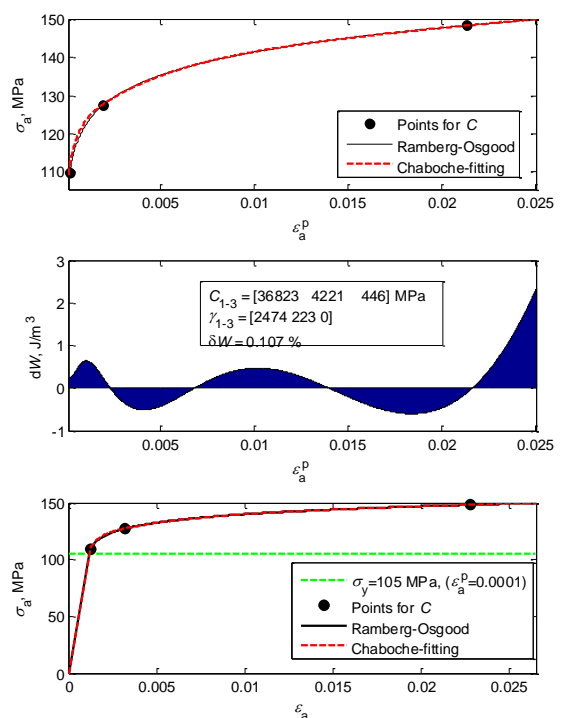 150
140
130
120
110
σa, MPa
Points for C
Ramberg-Osgood
Chaboche-fitting
0.005 0.01 0.015 0.02 0.025
εₐᵖ
3
2
1
0
-1
dW, J/m³
C₁₋₃ = [36823 4221 446] MPa
γ₁₋₃ = [2474 223 0]
δW = 0.107 %
0.005 0.01 0.015 0.02 0.025
εₐᵖ
150
100
50
0
σa, MPa
σy=105 MPa, (εₐᵖ=0.0001)
Points for C
Ramberg-Osgood
Chaboche-fitting
0 0.005 0.01 0.015 0.02 0.025
εₐ